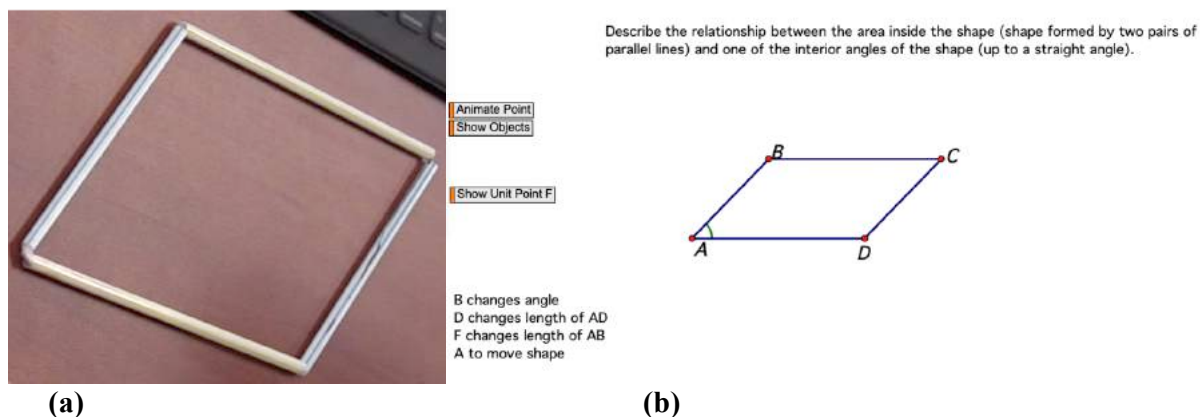 Describe the relationship between the area inside the shape (shape formed by two pairs of
parallel lines) and one of the interior angles of the shape (up to a straight angle).
Animate Point
Show Objects
Show Unit Point F
B
C
A
D
B changes angle
D changes length of AD
F changes length of AB
A to move shape
(a)
(b)